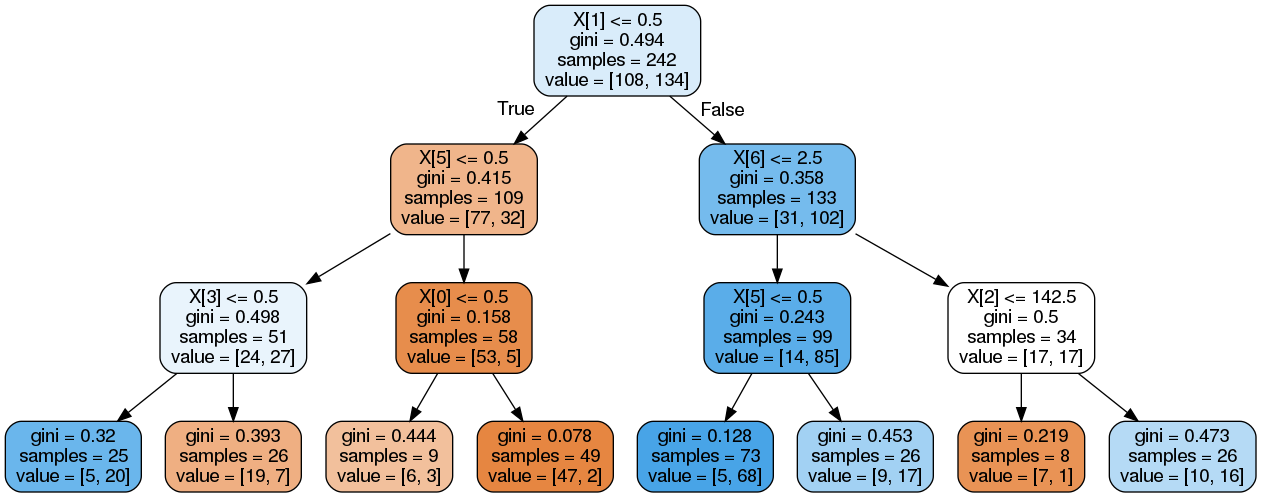 X[1] <= 0.5
gini = 0.494
samples = 242
value = [108, 134]
True
False
X[5] <= 0.5
gini = 0.415
samples = 109
value = [77, 32]
X[6] <= 2.5
gini = 0.358
samples = 133
value = [31, 102]
X[3] <= 0.5
gini = 0.498
samples = 51
value = [24, 27]
X[0] <= 0.5
gini = 0.158
samples = 58
value = [53, 5]
X[5] <= 0.5
gini = 0.243
samples = 99
value = [14, 85]
X[2] <= 142.5
gini = 0.5
samples = 34
value = [17, 17]
gini = 0.32
samples = 25
value = [5, 20]
gini = 0.393
samples = 26
value = [19, 7]
gini = 0.444
samples = 9
value = [6, 3]
gini = 0.078
samples = 49
value = [47, 2]
gini = 0.128
samples = 73
value = [5, 68]
gini = 0.453
samples = 26
value = [9, 17]
gini = 0.219
samples = 8
value = [7, 1]
gini = 0.473
samples = 26
value = [10, 16]